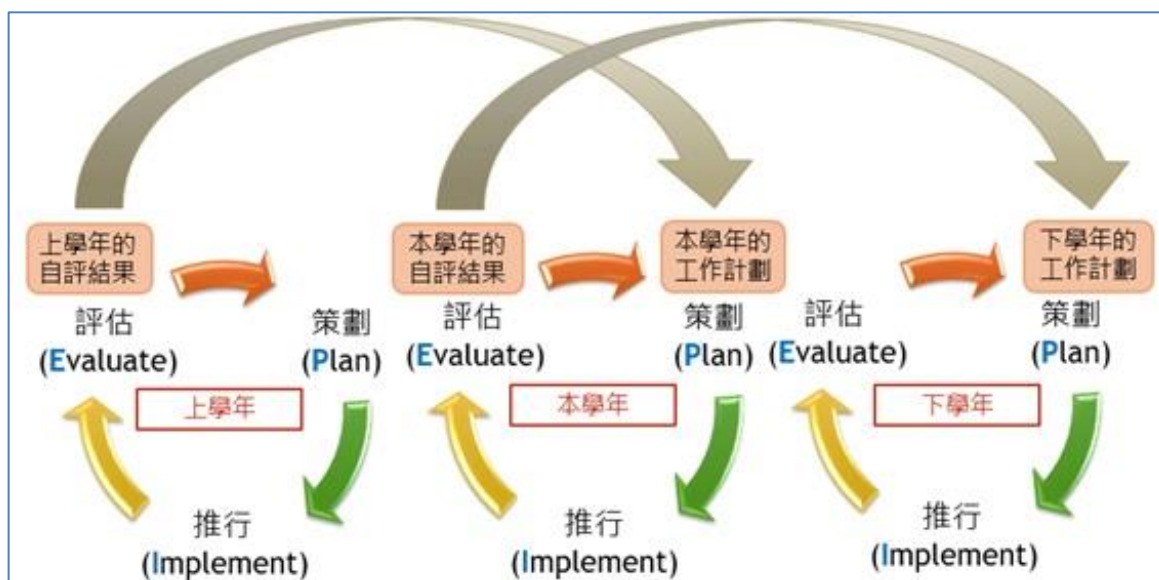 上學年的
自評結果
評估
(Evaluate)
策劃
(Plan)
上學年
推行
(Implement)
本學年的
自評結果
評估
(Evaluate)
本學年的
工作計劃
策劃
(Plan)
本學年
推行
(Implement)
評估
(Evaluate)
下學年的
工作計劃
策劃
(Plan)
下學年
推行
(Implement)